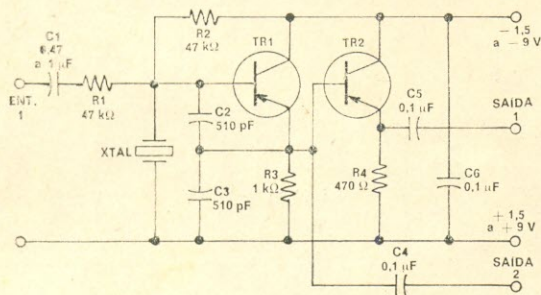 C1
0,47
a 1 µF
R1
47 kΩ
ENT.
1
R2
47 kΩ
TR1
TR2
C2
510 pF
XTAL
C3
510 pF
R3
1 kΩ
R4
470 Ω
C5
0,1 µF
C6
0,1 µF
C4
0,1 µF
− 1,5
a − 9 V
SAÍDA
1
+ 1,5
a + 9 V
SAÍDA
2